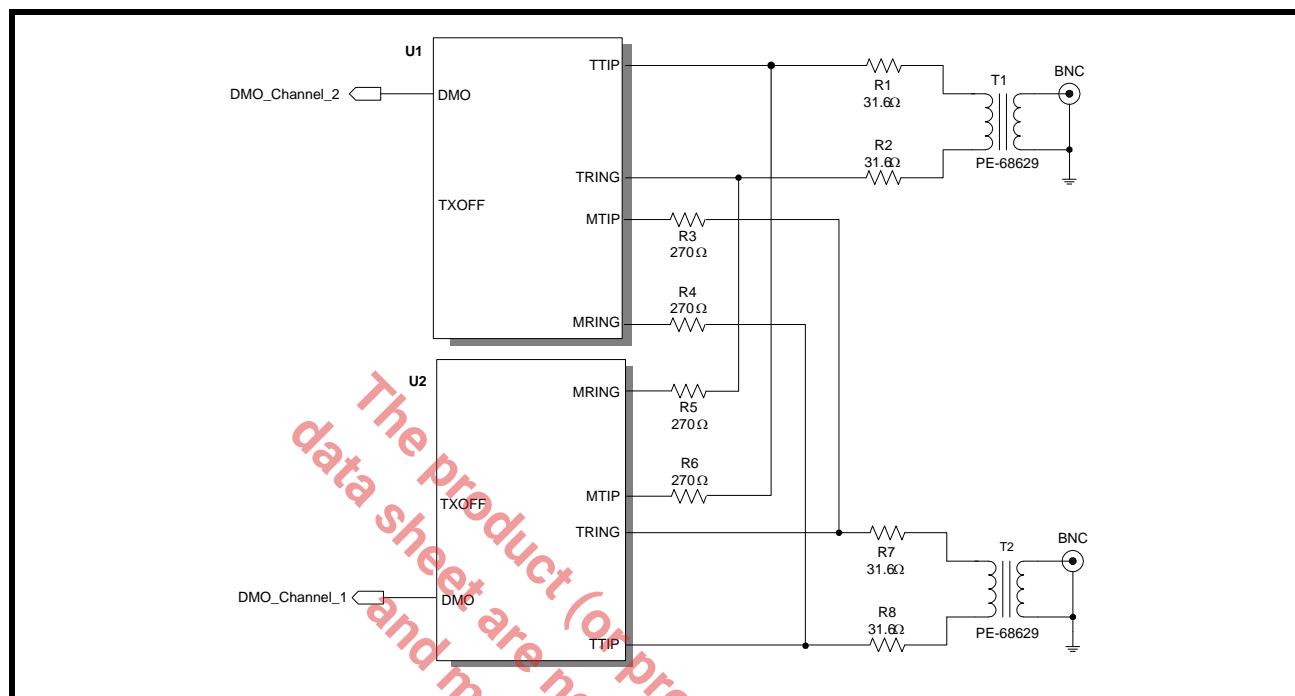 U1
TTIP
DMO_Channel_2
DMO
R1
31.6Ω
T1
BNC
R2
31.6Ω
PE-68629
TRING
TXOFF
MTIP
R3
270Ω
R4
270Ω
MRING
U2
MRING
R5
270Ω
R6
270Ω
MTIP
TXOFF
TRING
R7
31.6Ω
T2
BNC
DMO_Channel_1
DMO
R8
31.6Ω
PE-68629
TTIP
The product (or pro
data sheet are no
and m